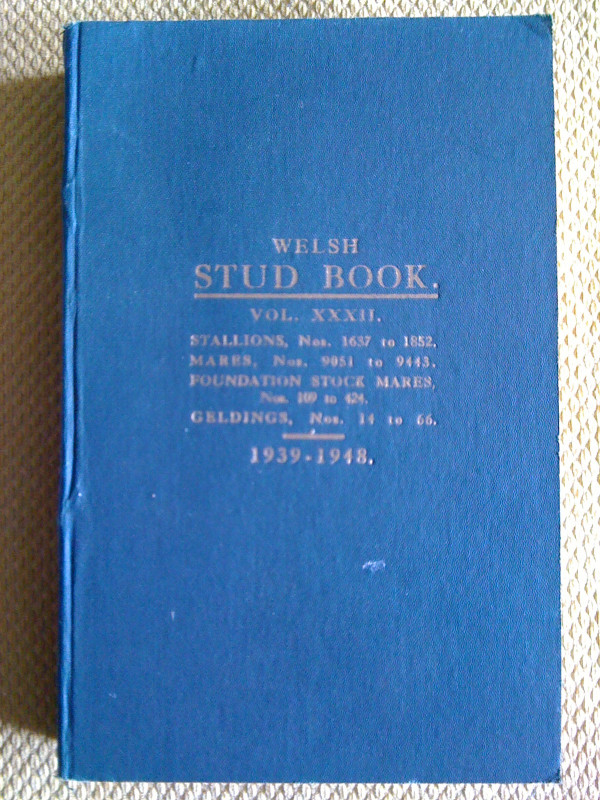 WELSH
STUD BOOK.
VOL. XXXII.
STALLIONS, Nos. 1637 to 1852.
MARES, Nos. 9051 to 9443.
FOUNDATION STOCK MARES,
Nos. 109 to 424.
GELDINGS, Nos. 14 to 66.
1939-1948.